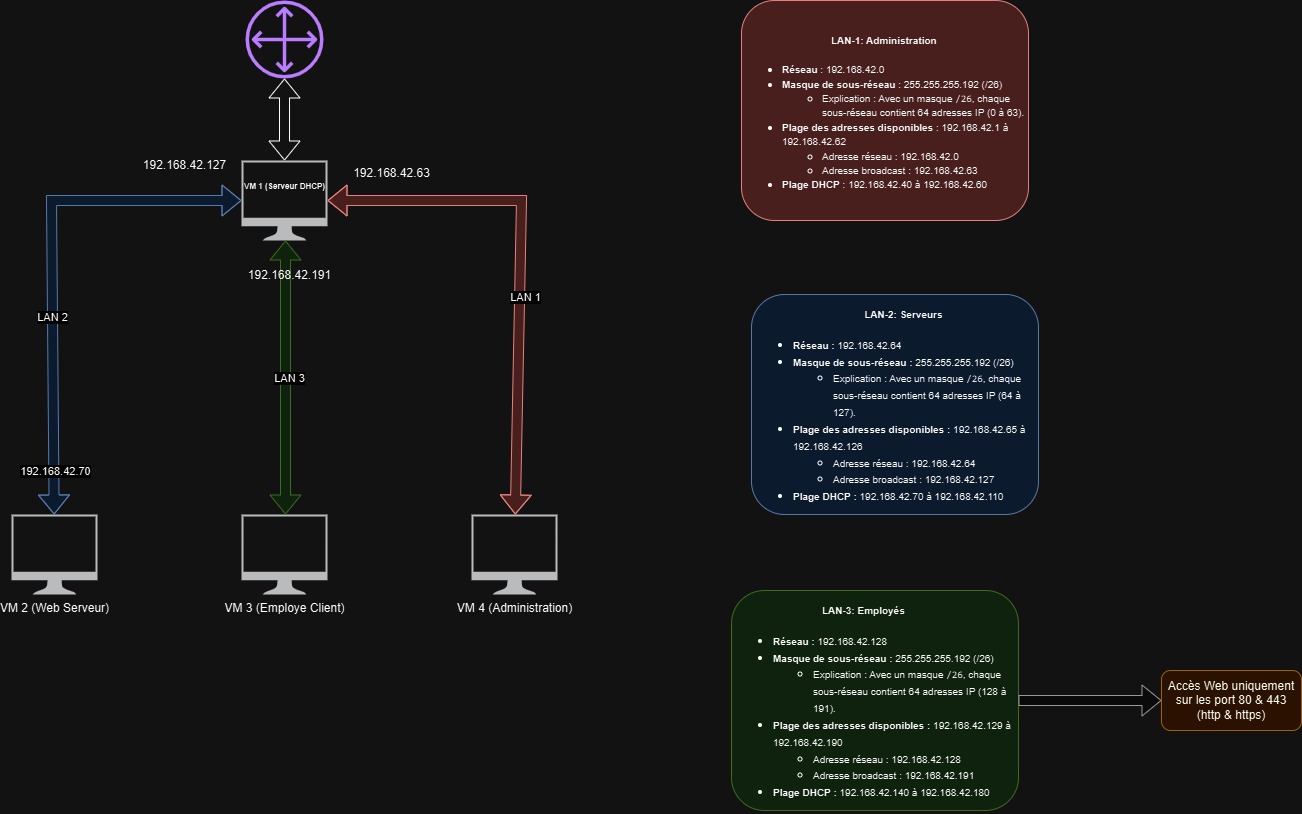 192.168.42.127
192.168.42.63
VM 1 (Serveur DHCP)
192.168.42.191
LAN 1
LAN 2
LAN 3
192.168.42.70
VM 2 (Web Serveur)
VM 3 (Employe Client)
VM 4 (Administration)
LAN-1: Administration
Réseau : 192.168.42.0
Masque de sous-réseau : 255.255.255.192 (/26)
Explication : Avec un masque /26, chaque
sous-réseau contient 64 adresses IP (0 à 63).
Plage des adresses disponibles : 192.168.42.1 à
192.168.42.62
Adresse réseau : 192.168.42.0
Adresse broadcast : 192.168.42.63
Plage DHCP : 192.168.42.40 à 192.168.42.60
LAN-2: Serveurs
Réseau : 192.168.42.64
Masque de sous-réseau : 255.255.255.192 (/26)
Explication : Avec un masque /26, chaque
sous-réseau contient 64 adresses IP (64 à
127).
Plage des adresses disponibles : 192.168.42.65 à
192.168.42.126
Adresse réseau : 192.168.42.64
Adresse broadcast : 192.168.42.127
Plage DHCP : 192.168.42.70 à 192.168.42.110
LAN-3: Employés
Réseau : 192.168.42.128
Masque de sous-réseau : 255.255.255.192 (/26)
Explication : Avec un masque /26, chaque
sous-réseau contient 64 adresses IP (128 à
191).
Plage des adresses disponibles : 192.168.42.129 à
192.168.42.190
Adresse réseau : 192.168.42.128
Adresse broadcast : 192.168.42.191
Plage DHCP : 192.168.42.140 à 192.168.42.180
Accès Web uniquement
sur les port 80 & 443
(http & https)